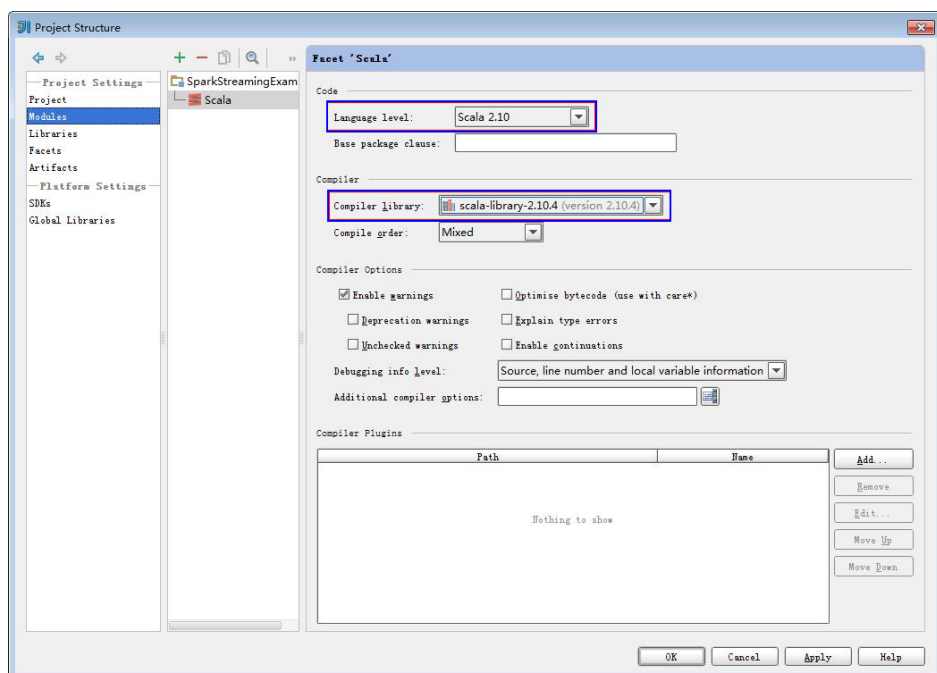 Project Structure
Project Settings
Project
Modules
Libraries
Facets
Artifacts
Platform Settings
SDKs
Global Libraries
SparkStreamingExam
Scala
Facet 'Scala'
Code
Language level: Scala 2.10
Base package clause:
Compiler
Compiler library: scala-library-2.10.4 (version 2.10.4)
Compile order: Mixed
Compiler Options
Enable warnings Optimise bytecode (use with care*)
Deprecation warnings Explain type errors
Unchecked warnings Enable continuations
Debugging info level: Source, line number and local variable information
Additional compiler options:
Compiler Plugins
Path Name Add...
Remove
Nothing to show Edit...
Move Up
Move Down
OK Cancel Apply Help